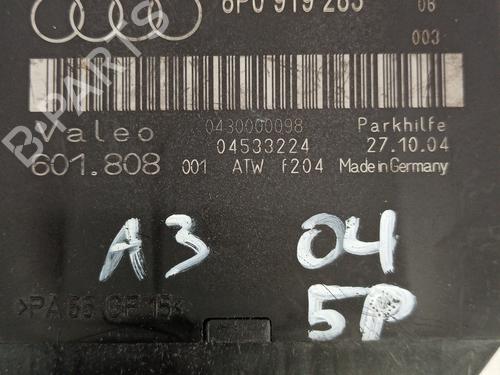 8P0 919 283 08
003
Valeo 0430000098 Parkhilfe
04533224 27.10.04
601.808 001 ATW f204 Made in Germany
A3 04
5P
>PA 66 GF 15<
B-PARTS